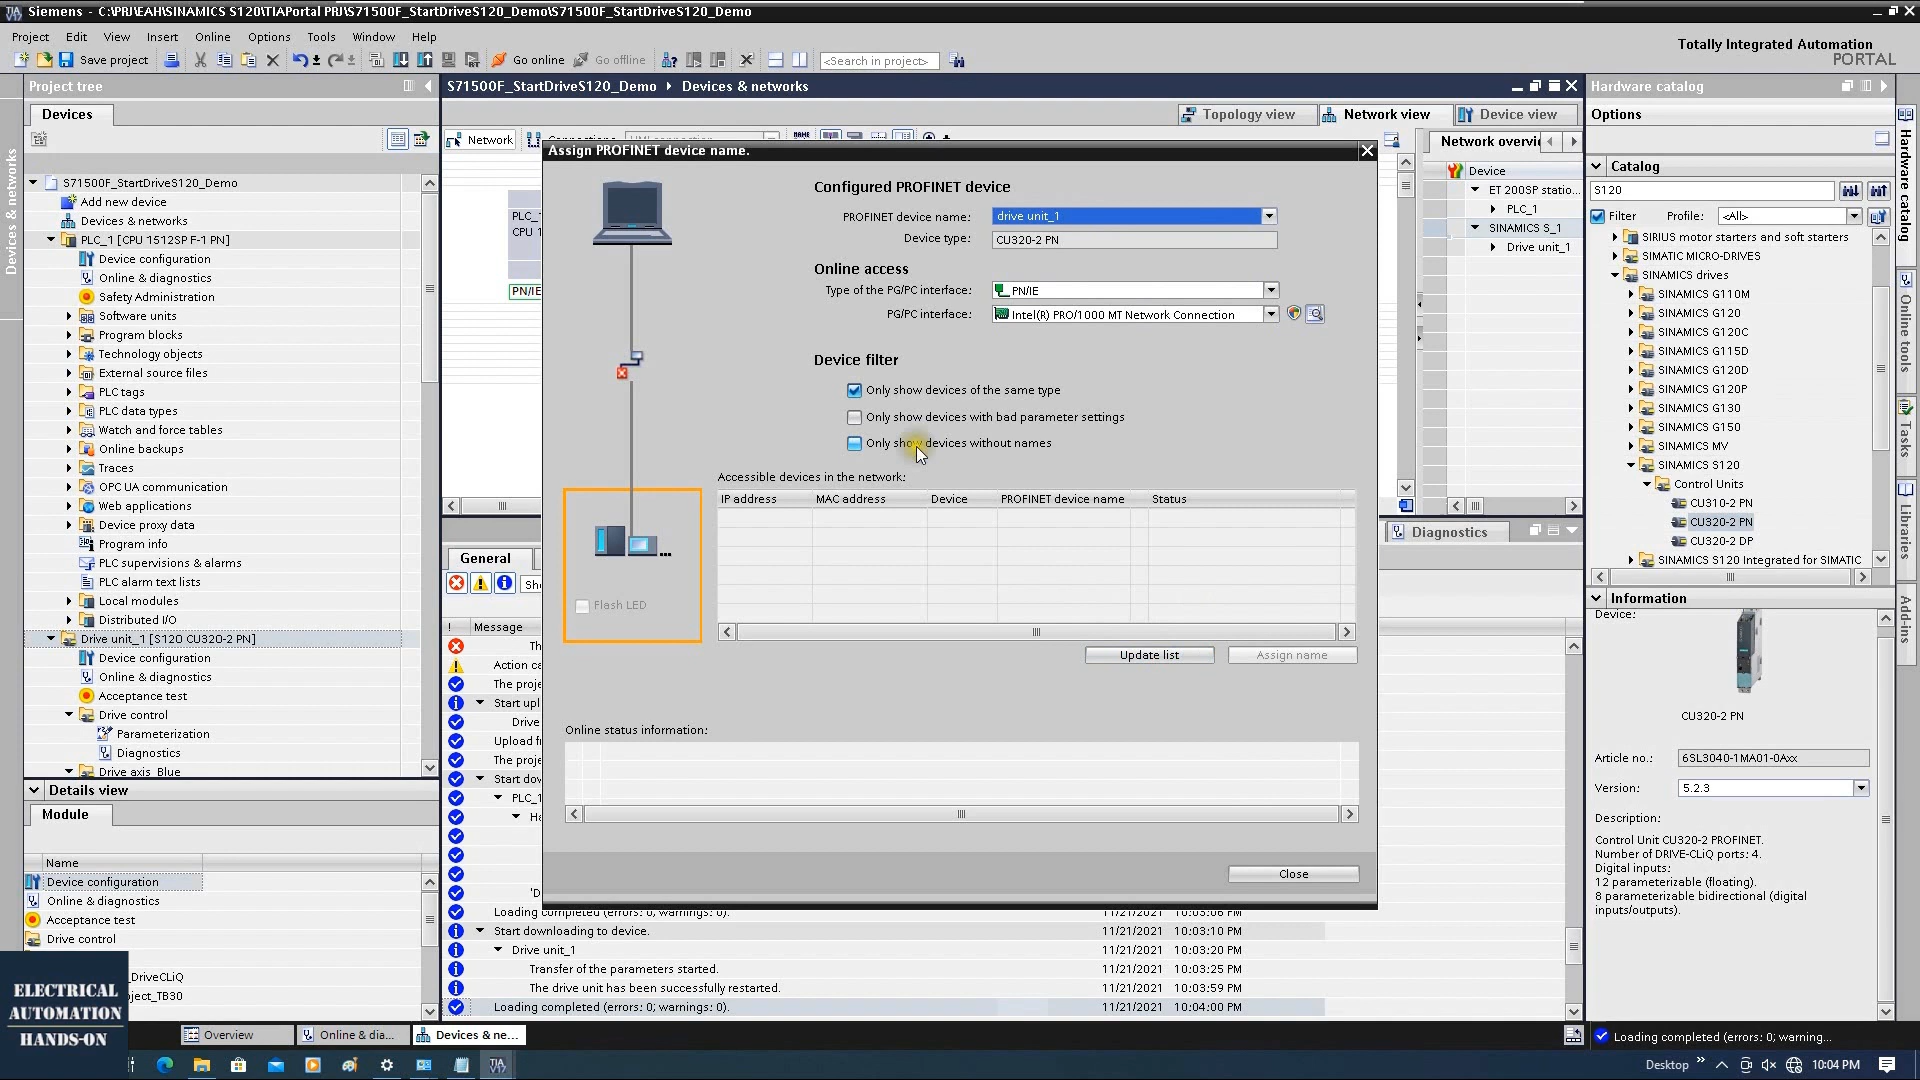 Siemens - C:\PRJ\EAH\SINAMICS S120\TIAPortal PRJ\S71500F_StartDriveS120_Demo\S71500F_StartDriveS120_Demo
Project Edit View Insert Online Options Tools Window Help
Totally Integrated Automation
PORTAL
Save project
Go online
Go offline
<Search in project>
Project tree
Devices
Devices & networks
S71500F_StartDriveS120_Demo
Add new device
Devices & networks
PLC_1 [CPU 1512SP F-1 PN]
Device configuration
Online & diagnostics
Safety Administration
Software units
Program blocks
Technology objects
External source files
PLC tags
PLC data types
Watch and force tables
Online backups
Traces
OPC UA communication
Web applications
Device proxy data
Program info
PLC supervisions & alarms
PLC alarm text lists
Local modules
Distributed I/O
Drive unit_1 [S120 CU320-2 PN]
Device configuration
Online & diagnostics
Acceptance test
Drive control
Parameterization
Diagnostics
Drive axis_Blue
Details view
Module
Name
Device configuration
Online & diagnostics
Acceptance test
Drive control
_DriveCLiQ
ject_TB30
ELECTRICAL
AUTOMATION
HANDS-ON
S71500F_StartDriveS120_Demo Devices & networks
Topology view
Network view
Device view
Network
PLC_
CPU 1
PN/IE
Network overvi
Device
ET 200SP statio...
PLC_1
SINAMICS S_1
Drive unit_1
Assign PROFINET device name.
Configured PROFINET device
PROFINET device name: drive unit_1
Device type: CU320-2 PN
Online access
Type of the PG/PC interface: PN/IE
PG/PC interface: Intel(R) PRO/1000 MT Network Connection
Device filter
Only show devices of the same type
Only show devices with bad parameter settings
Only show devices without names
Accessible devices in the network:
IP address MAC address Device PROFINET device name Status
Flash LED
Update list
Assign name
Online status information:
Close
Diagnostics
General
Sho
! Message
Th
Action ca
The proje
Start upl
Drive
Upload fr
The proje
Start dov
PLC_1
Ha
'D
Loading completed (errors: 0; warnings: 0). 11/21/2021 10:03:06 PM
Start downloading to device. 11/21/2021 10:03:10 PM
Drive unit_1 11/21/2021 10:03:20 PM
Transfer of the parameters started. 11/21/2021 10:03:25 PM
The drive unit has been successfully restarted. 11/21/2021 10:03:59 PM
Loading completed (errors: 0; warnings: 0). 11/21/2021 10:04:00 PM
Hardware catalog
Options
Catalog
S120
Filter Profile: <All>
SIRIUS motor starters and soft starters
SIMATIC MICRO-DRIVES
SINAMICS drives
SINAMICS G110M
SINAMICS G120
SINAMICS G120C
SINAMICS G115D
SINAMICS G120D
SINAMICS G120P
SINAMICS G130
SINAMICS G150
SINAMICS MV
SINAMICS S120
Control Units
CU310-2 PN
CU320-2 PN
CU320-2 DP
SINAMICS S120 Integrated for SIMATIC
Information
Device:
CU320-2 PN
Article no.: 6SL3040-1MA01-0Axx
Version: 5.2.3
Description:
Control Unit CU320-2 PROFINET.
Number of DRIVE-CLiQ ports: 4.
Digital inputs:
12 parameterizable (floating).
8 parameterizable bidirectional (digital
inputs/outputs).
Hardware catalog
Online tools
Tasks
Libraries
Add-ins
Overview
Online & dia...
Devices & ne...
Loading completed (errors: 0; warning...
Desktop
10:04 PM